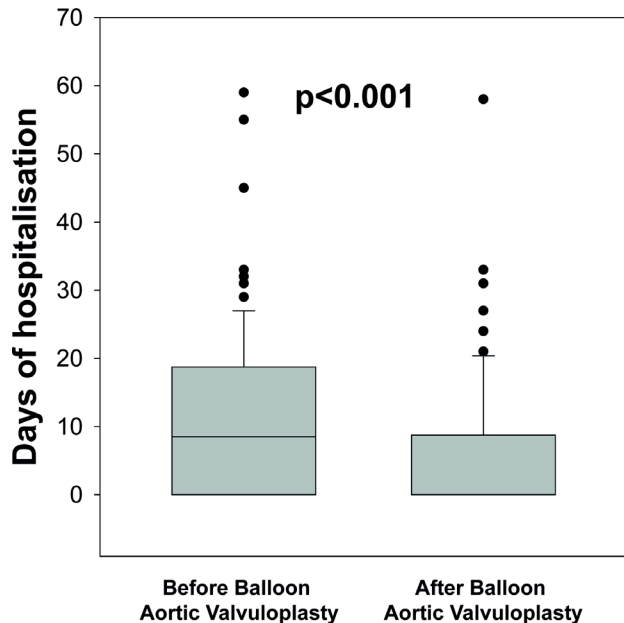 70
60
50
40
30
20
10
0
Days of hospitalisation
p<0.001
Before Balloon
Aortic Valvuloplasty
After Balloon
Aortic Valvuloplasty